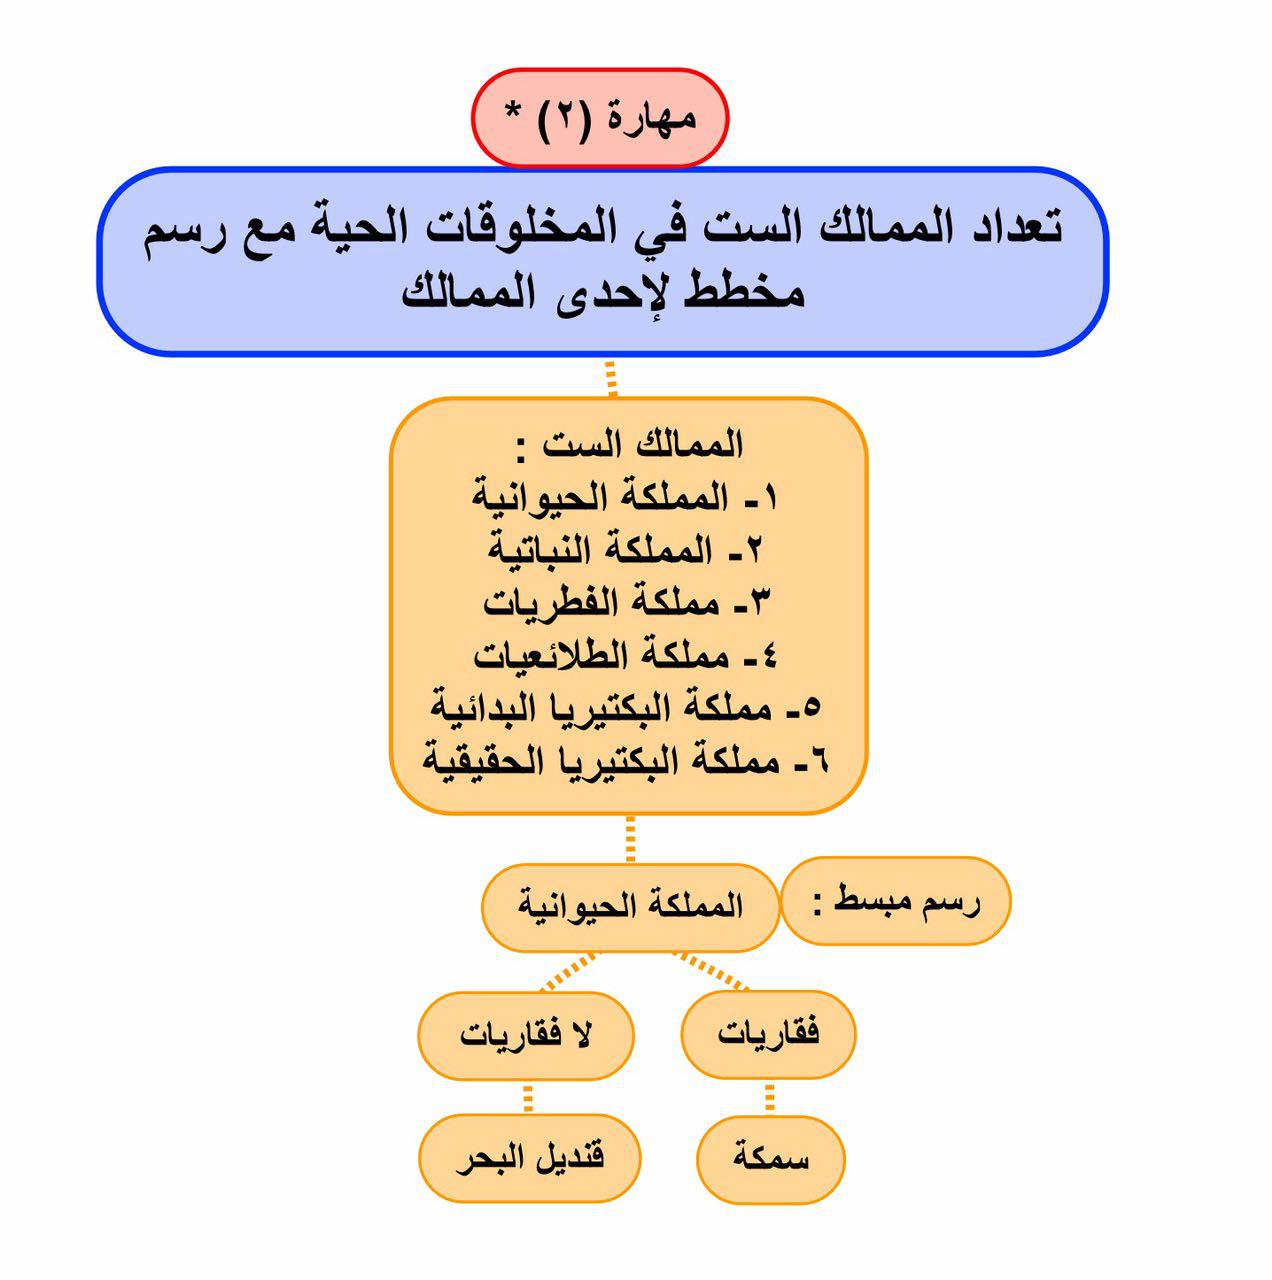 مهارة (٢) *
تعداد الممالك الست في المخلوقات الحية مع رسم
مخطط لإحدى الممالك
الممالك الست :
١- المملكة الحيوانية
٢- المملكة النباتية
٣- مملكة الفطريات
٤- مملكة الطلائعيات
٥- مملكة البكتيريا البدائية
٦- مملكة البكتيريا الحقيقية
رسم مبسط :
المملكة الحيوانية
فقاريات
لا فقاريات
سمكة
قنديل البحر